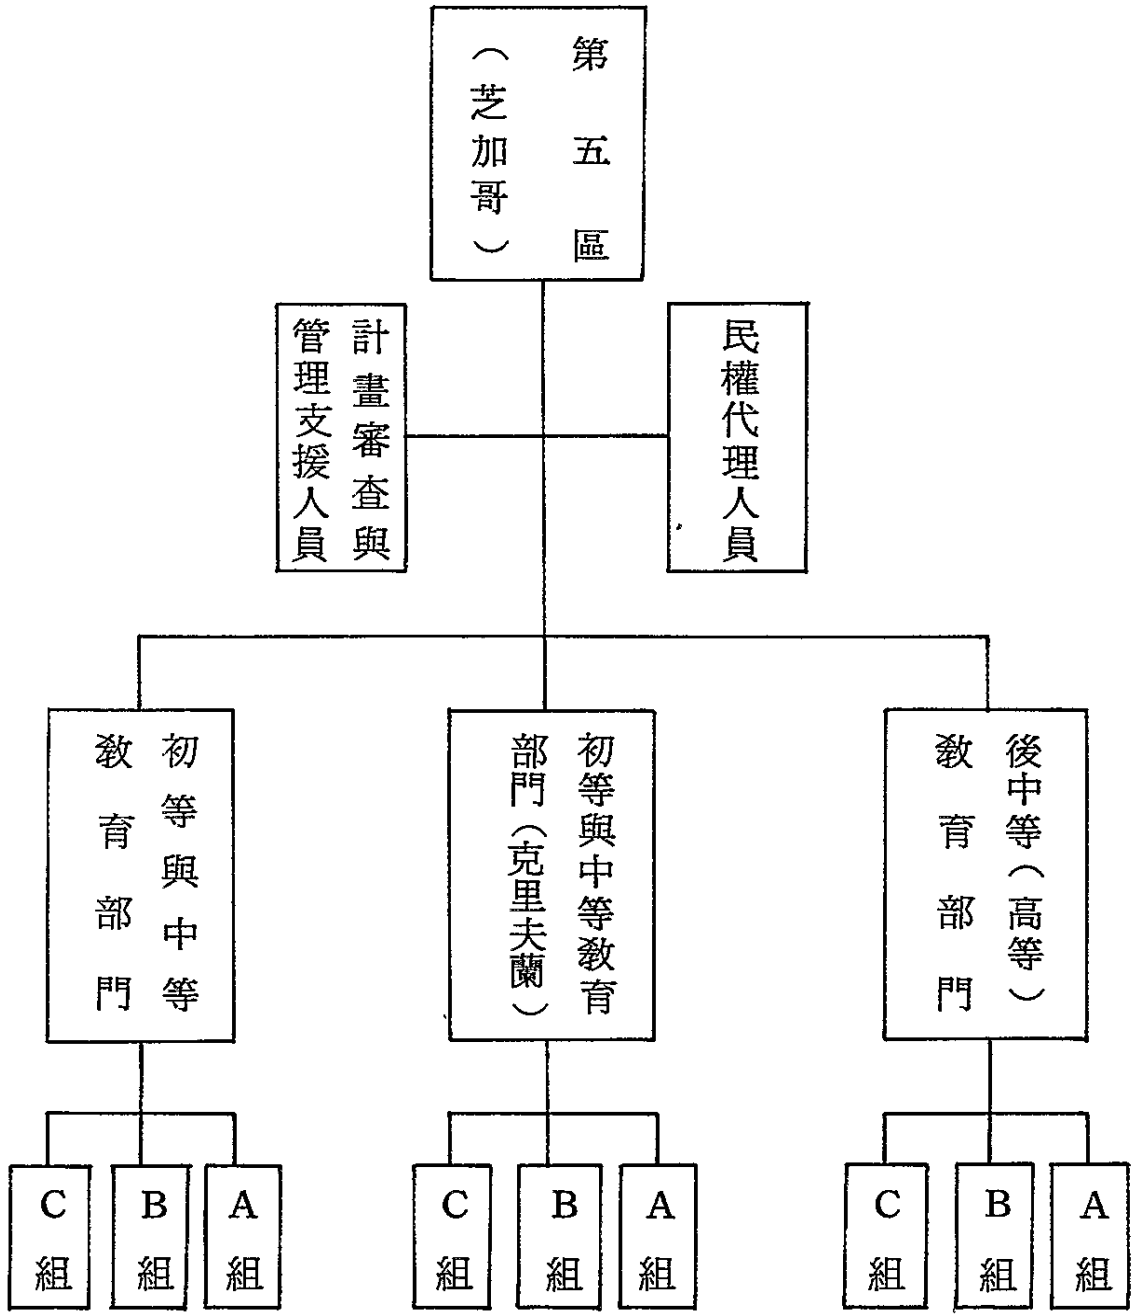 第五區
（芝加哥）
民權代理人員
計畫審查與
管理支援人員
後中等（高等）
教育部門
初等與中等教育
部門（克里夫蘭）
初等與中等
教育部門
A組
B組
C組
A組
B組
C組
A組
B組
C組